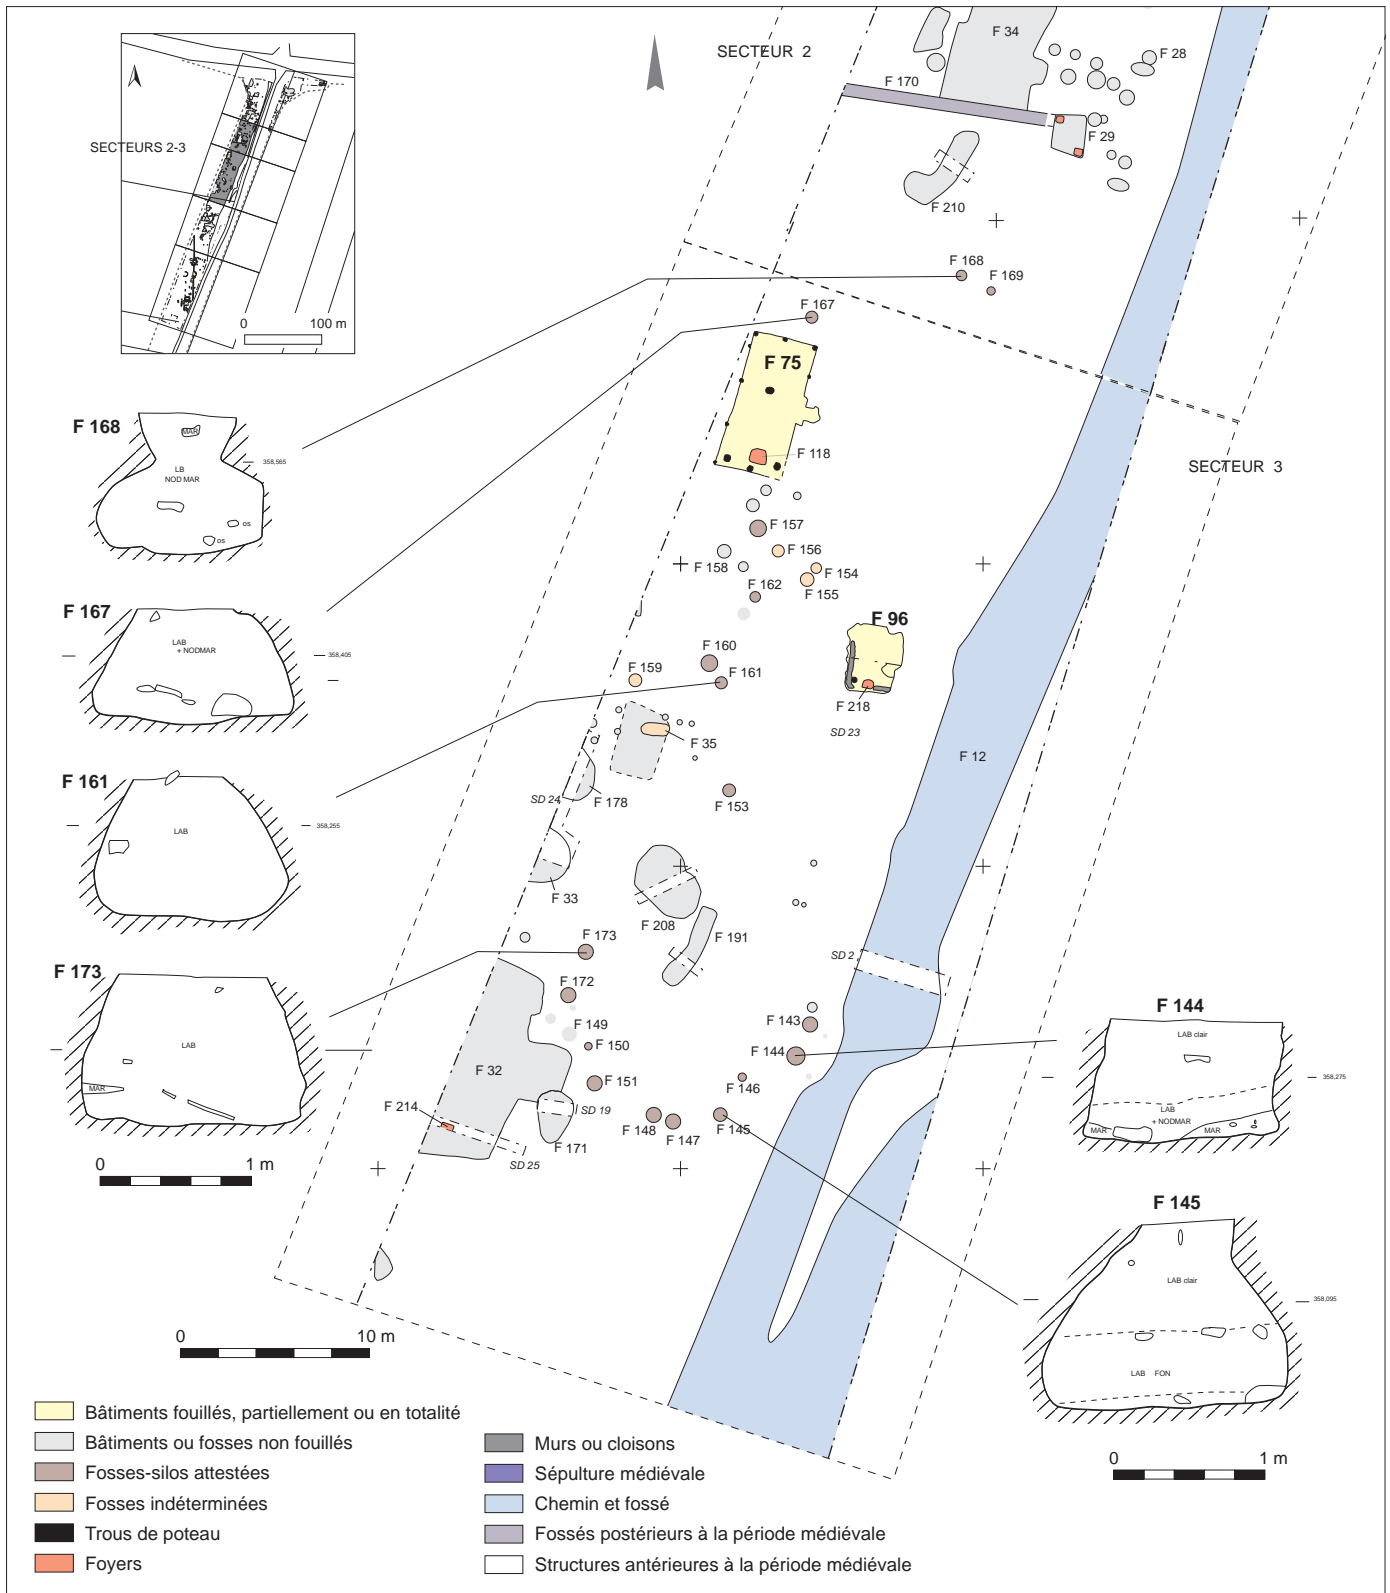 SECTEUR 2
F 34
F 28
F 170
F 29
F 210
SECTEURS 2-3
0 100 m
F 168
F 169
F 167
F 75
F 118
SECTEUR 3
F 168
MAR
LB
NOD MAR
os
os
358,565
F 157
F 156
F 158
F 154
F 155
F 162
F 167
LAB
+ NODMAR
358,405
F 96
F 160
F 159
F 161
F 218
SD 23
F 35
F 12
F 161
LAB
358,255
SD 24
F 178
F 153
F 33
F 208
F 191
F 173
SD 2
F 173
LAB
MAR
F 172
F 149
F 150
F 143
F 144
F 144
LAB clair
LAB
+ NODMAR
MAR
MAR
358,275
F 32
F 151
F 146
F 214
SD 19
F 148
F 147
F 145
F 171
SD 25
0 1 m
F 145
LAB clair
LAB FON
358,095
0 10 m
0 1 m
Bâtiments fouillés, partiellement ou en totalité
Bâtiments ou fosses non fouillés
Fosses-silos attestées
Fosses indéterminées
Trous de poteau
Foyers
Murs ou cloisons
Sépulture médiévale
Chemin et fossé
Fossés postérieurs à la période médiévale
Structures antérieures à la période médiévale